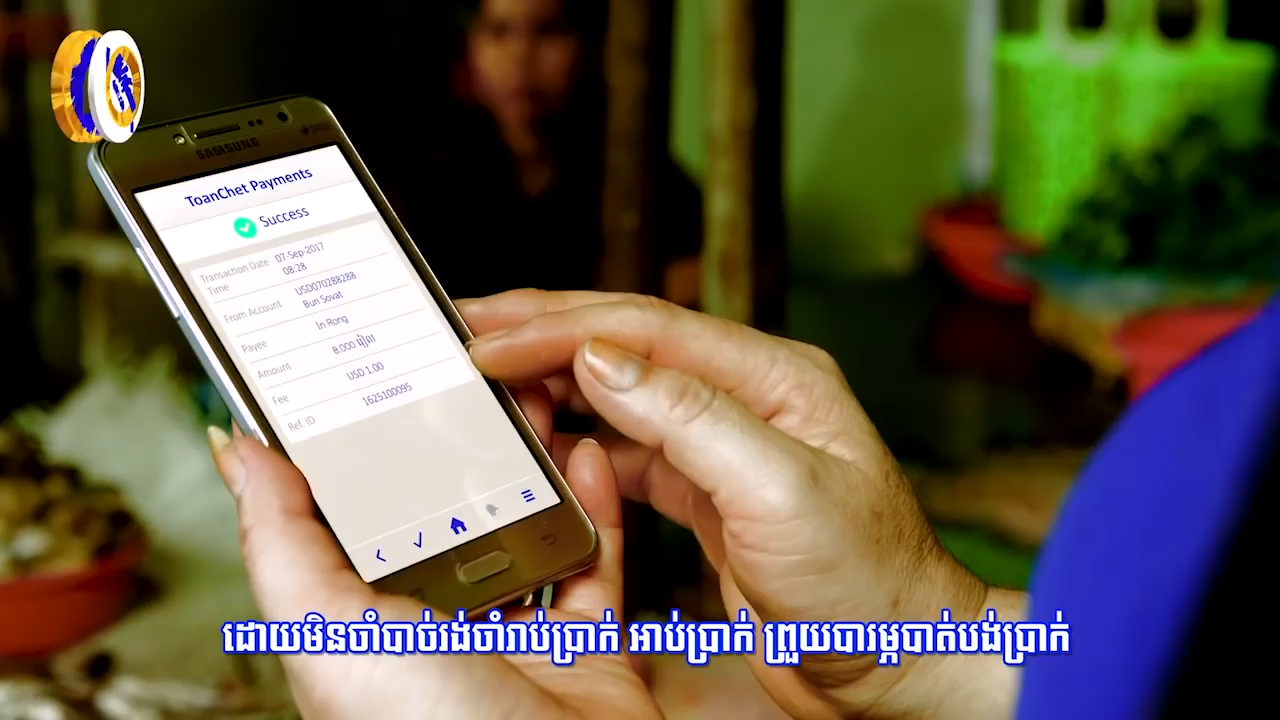 SAMSUNG
ToanChet Payments
Success
Transaction Date Time 07-Sep-2017 08:28
From Account USD070288288 Bun Sovat
Payee In Rong
Amount 8.000 រៀល
Fee USD 1.00
Ref. ID 1625100095
ដោយមិនចាំបាច់រង់ចាំរាប់ប្រាក់ អាប់ប្រាក់ ព្រួយបារម្ភបាត់បង់ប្រាក់